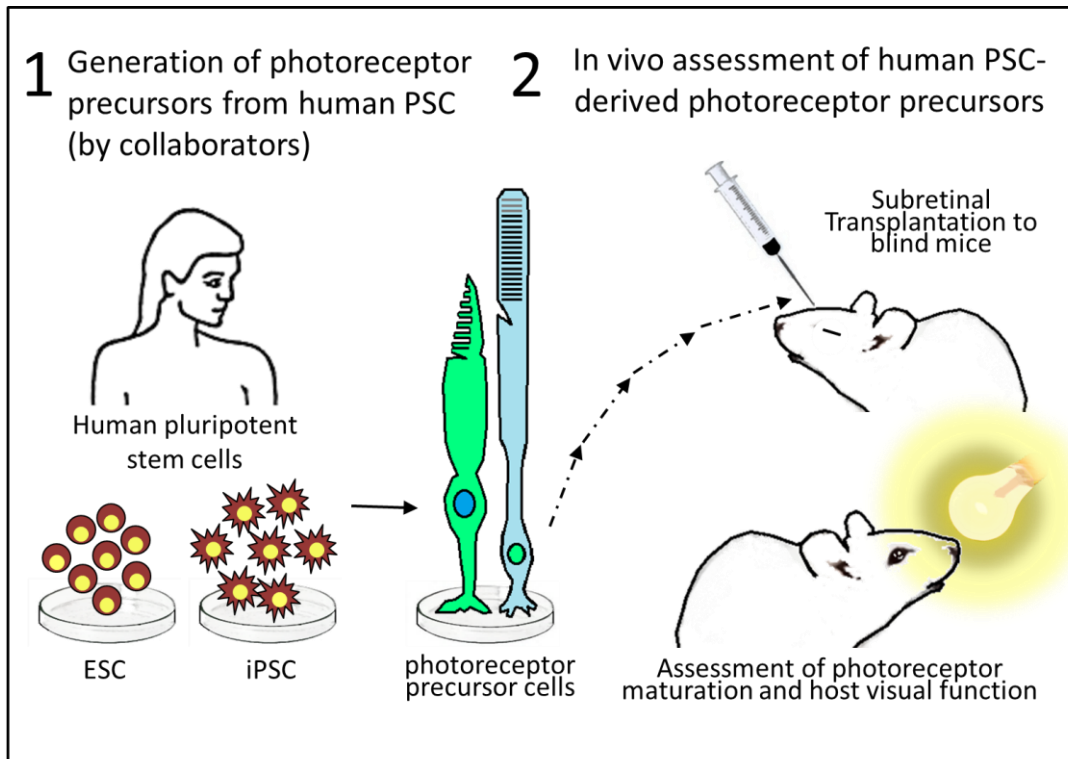 1 Generation of photoreceptor
precursors from human PSC
(by collaborators)
2 In vivo assessment of human PSC-
derived photoreceptor precursors
Human pluripotent
stem cells
ESC
iPSC
photoreceptor
precursor cells
Subretinal
Transplantation to
blind mice
Assessment of photoreceptor
maturation and host visual function